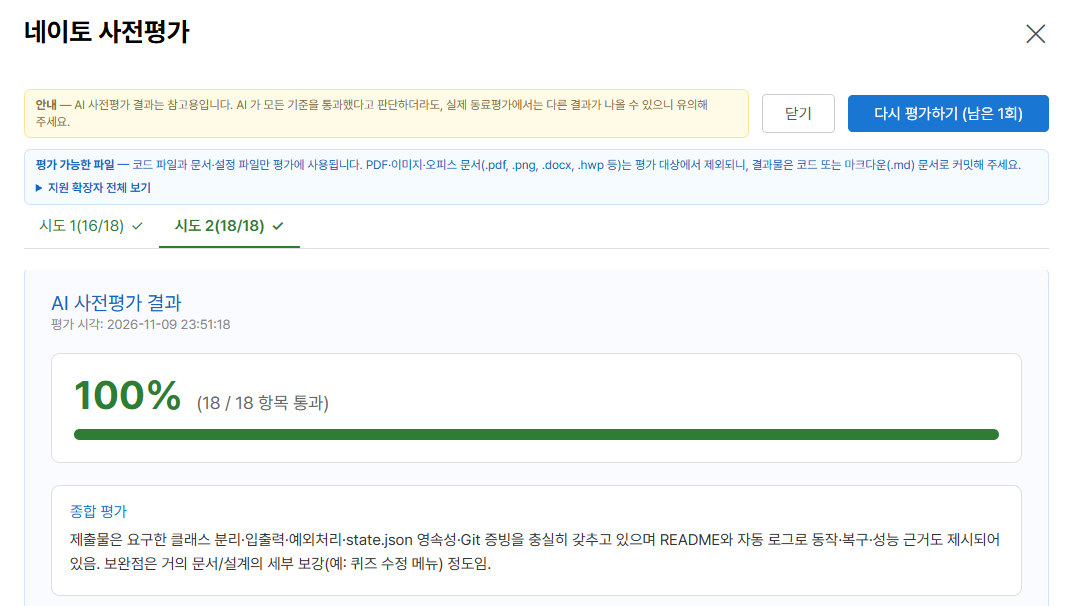 네이토 사전평가
안내 — AI 사전평가 결과는 참고용입니다. AI 가 모든 기준을 통과했다고 판단하더라도, 실제 동료평가에서는 다른 결과가 나올 수 있으니 유의해
주세요.
닫기
다시 평가하기 (남은 1회)
평가 가능한 파일 — 코드 파일과 문서·설정 파일만 평가에 사용됩니다. PDF·이미지·오피스 문서(.pdf, .png, .docx, .hwp 등)는 평가 대상에서 제외되니, 결과물은 코드 또는 마크다운(.md) 문서로 커밋해 주세요.
▶ 지원 확장자 전체 보기
시도 1(16/18) ✓
시도 2(18/18) ✓
AI 사전평가 결과
평가 시각: 2026-11-09 23:51:18
100% (18 / 18 항목 통과)
종합 평가
제출물은 요구한 클래스 분리·입출력·예외처리·state.json 영속성·Git 증빙을 충실히 갖추고 있으며 README와 자동 로그로 동작·복구·성능 근거도 제시되어
있음. 보완점은 거의 문서/설계의 세부 보강(예: 퀴즈 수정 메뉴) 정도임.